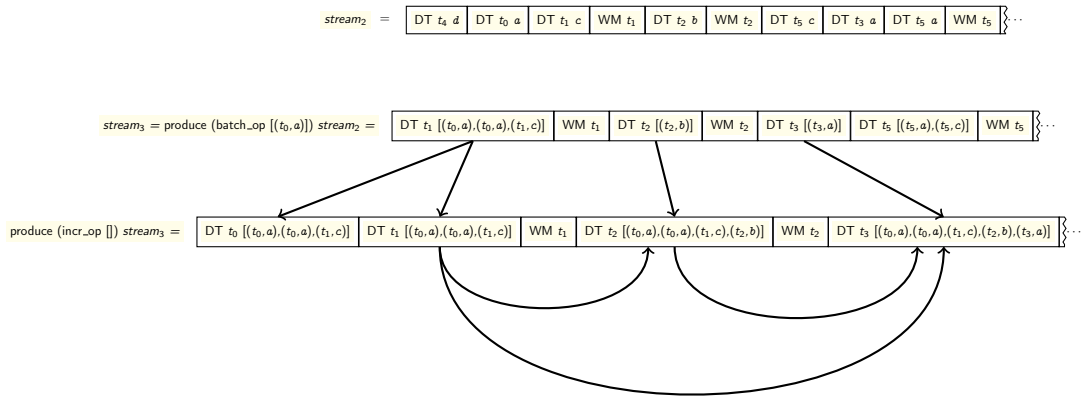 stream₂ = DT t₄ d DT t₀ a DT t₁ c WM t₁ DT t₂ b WM t₂ DT t₅ c DT t₃ a DT t₅ a WM t₅ ···
stream₃ = produce (batch_op [(t₀,a)]) stream₂ = DT t₁ [(t₀,a),(t₀,a),(t₁,c)] WM t₁ DT t₂ [(t₂,b)] WM t₂ DT t₃ [(t₃,a)] DT t₅ [(t₅,a),(t₅,c)] WM t₅ ···
produce (incr_op []) stream₃ = DT t₀ [(t₀,a),(t₀,a),(t₁,c)] DT t₁ [(t₀,a),(t₀,a),(t₁,c)] WM t₁ DT t₂ [(t₀,a),(t₀,a),(t₁,c),(t₂,b)] WM t₂ DT t₃ [(t₀,a),(t₀,a),(t₁,c),(t₂,b),(t₃,a)] ···